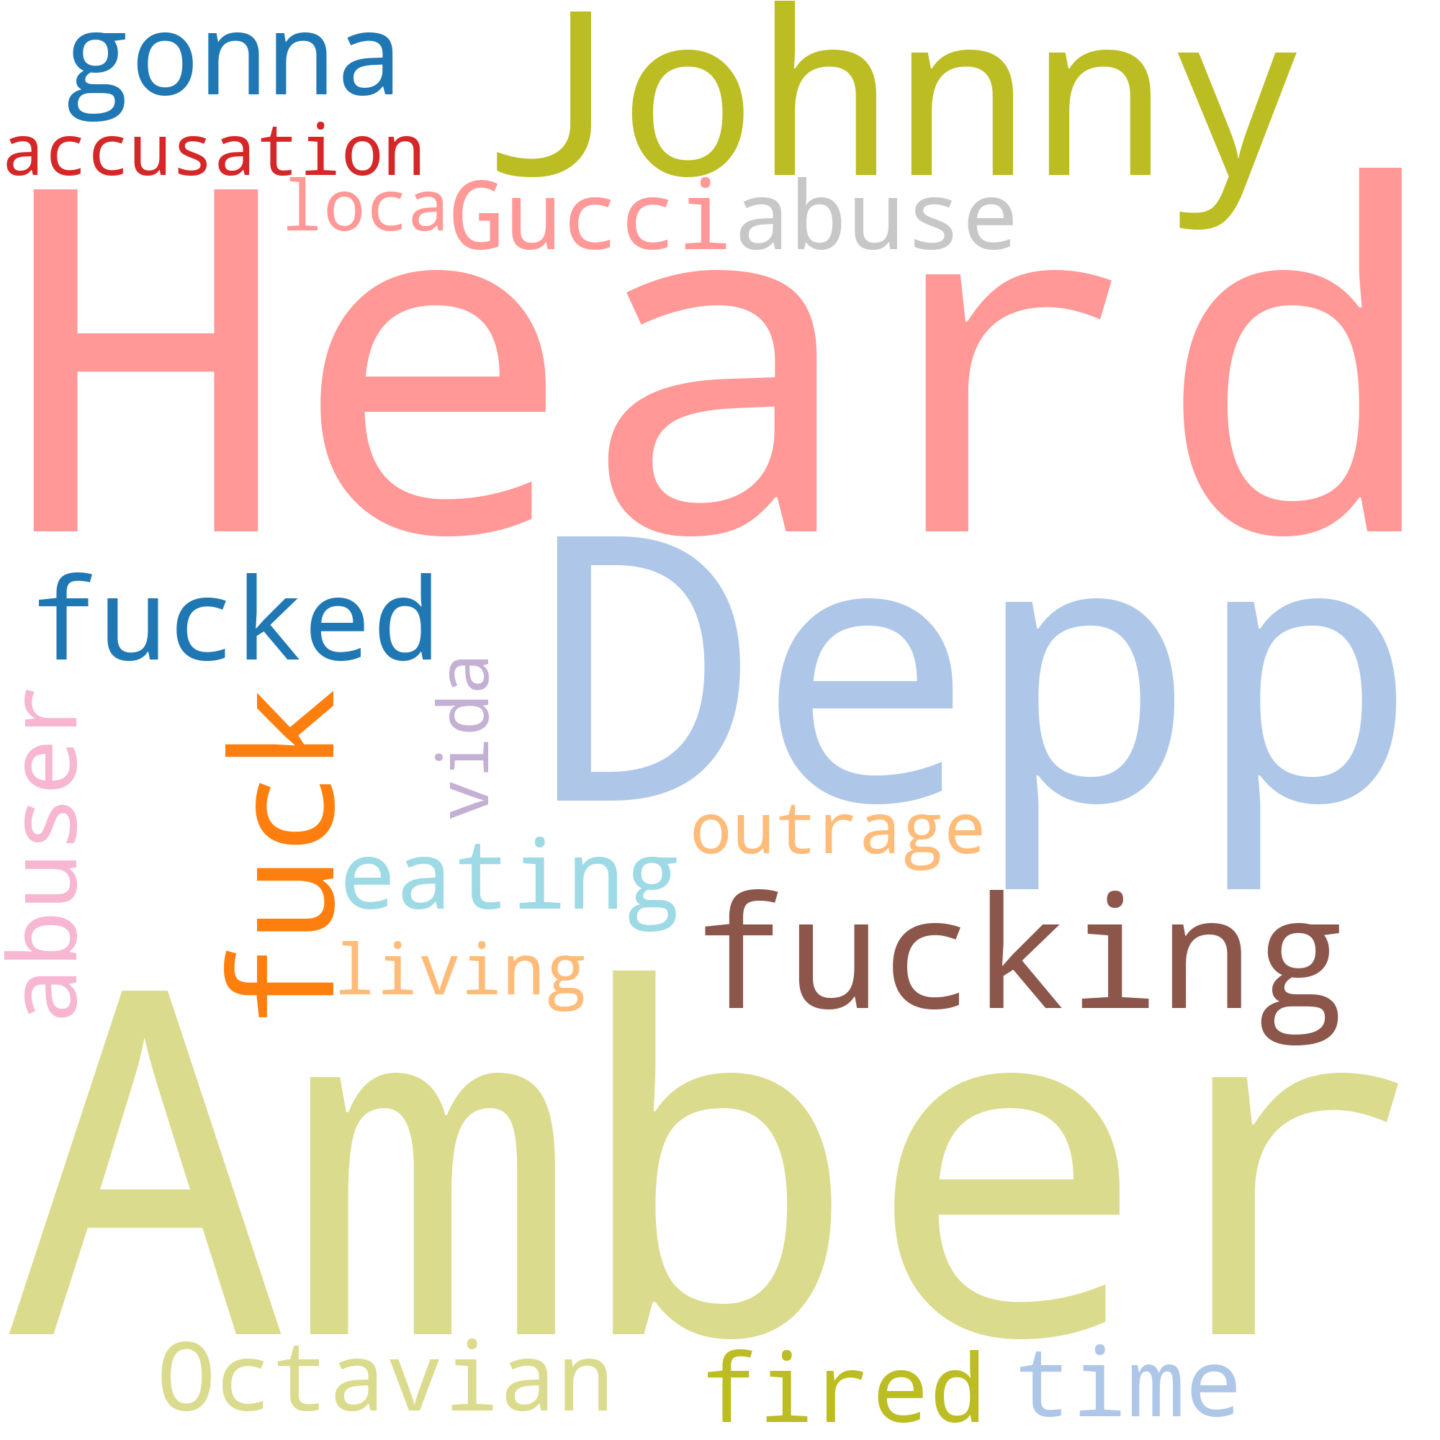 gonna
Johnny
accusation
loca
Gucci
abuse
Heard
fucked
Depp
vida
abuser
fuck
outrage
eating
fucking
living
Amber
Octavian
fired
time